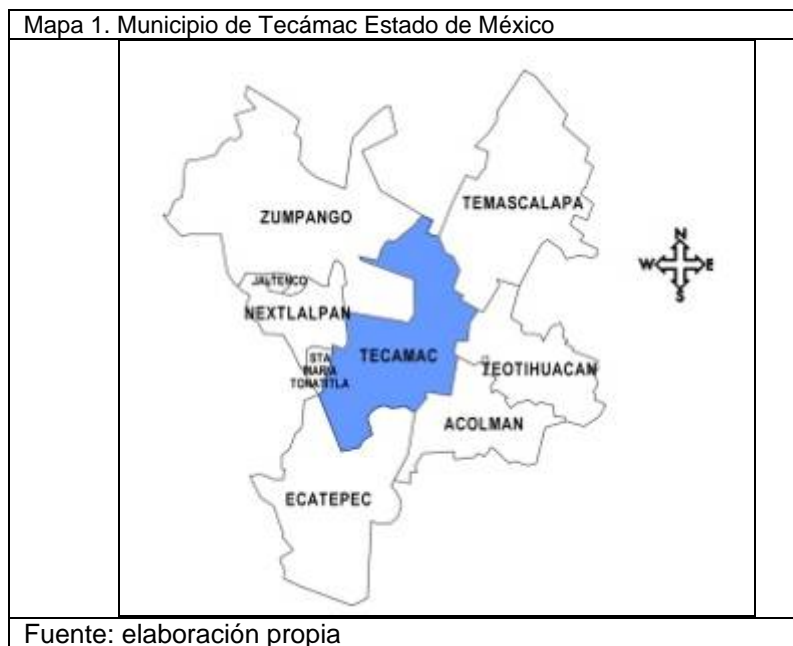 Mapa 1. Municipio de Tecámac Estado de México
ZUMPANGO
TEMASCALAPA
N
W E
S
JALTENCO
NEXTLALPAN
STA
MARIA
TONATITLA
TECAMAC
TEOTIHUACAN
ACOLMAN
ECATEPEC
Fuente: elaboración propia